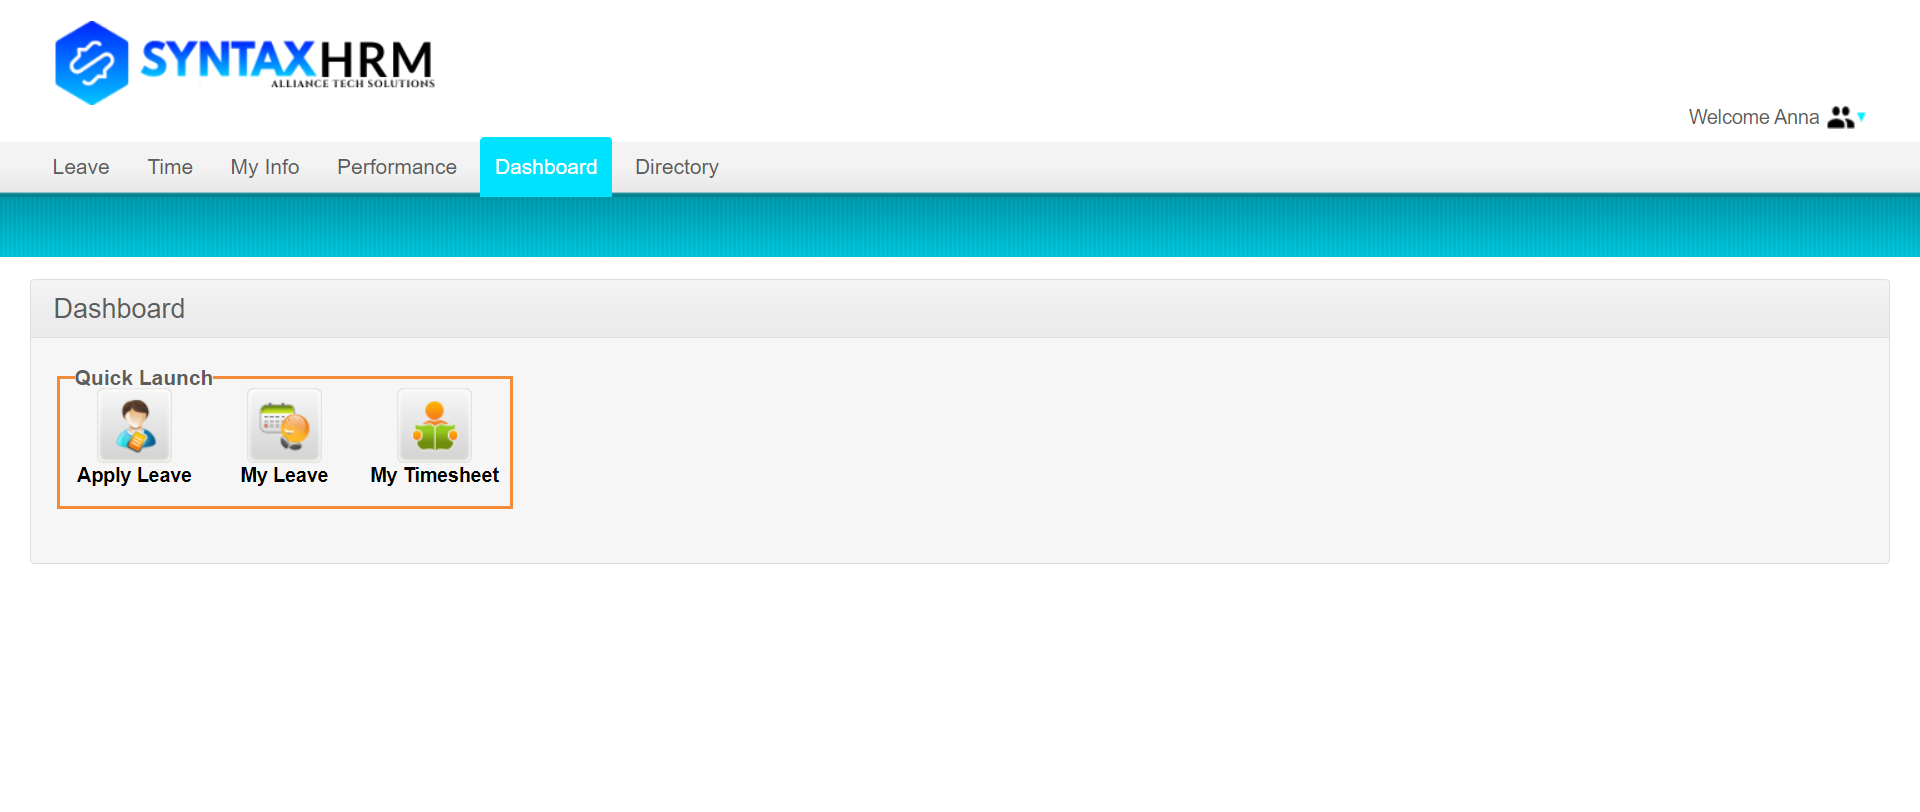 SYNTAXHRM
ALLIANCE TECH SOLUTIONS
Welcome Anna
Leave Time My Info Performance Dashboard Directory
Dashboard
Quick Launch
Apply Leave My Leave My Timesheet